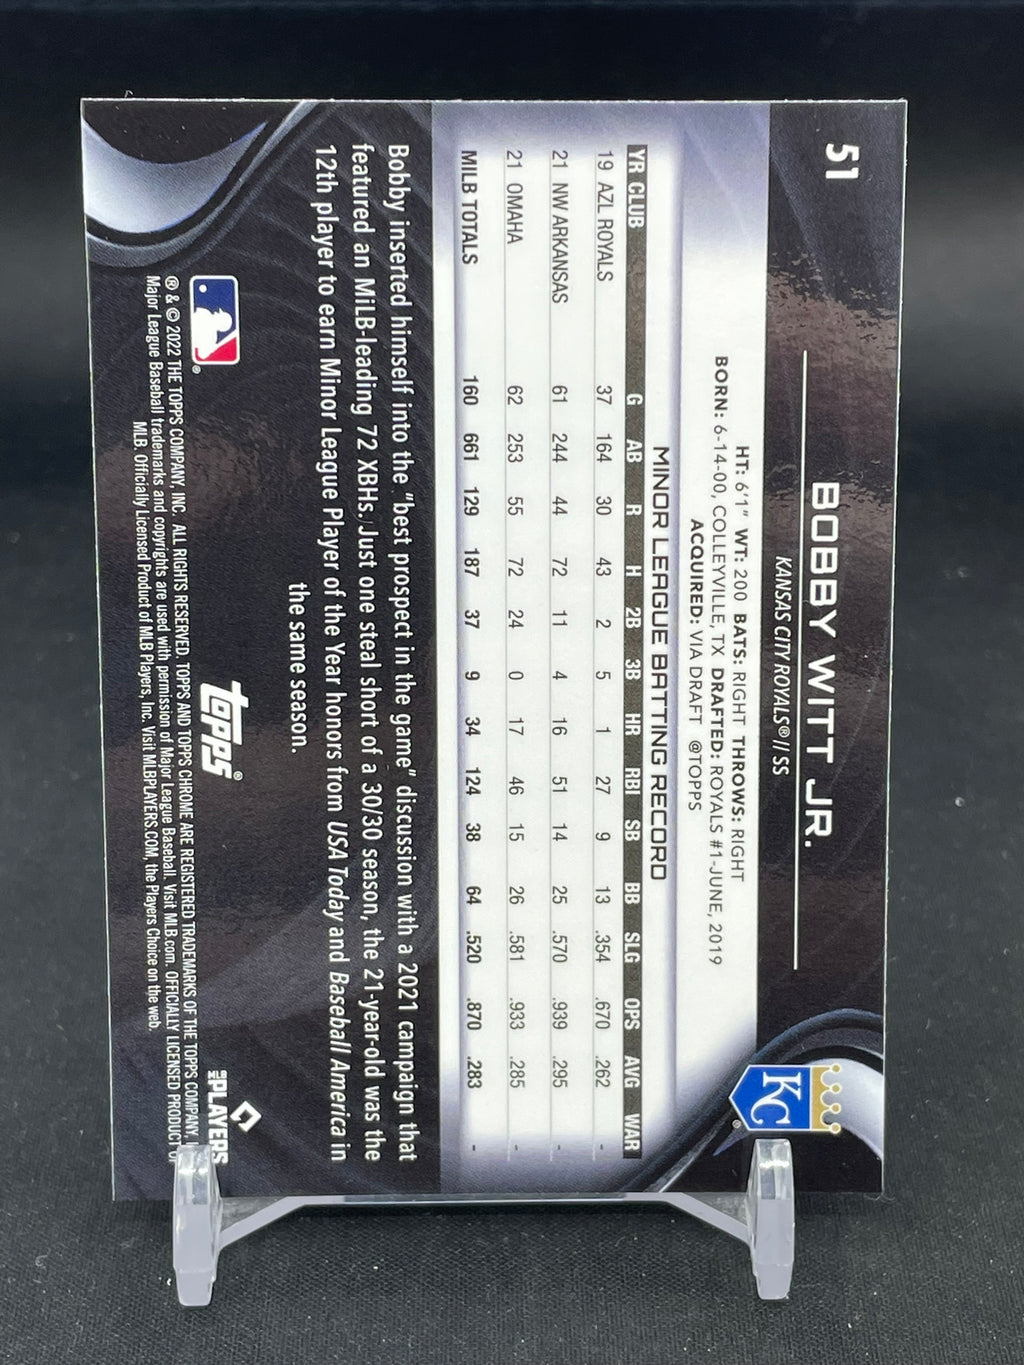 51
BOBBY WITT JR.
KANSAS CITY ROYALS® // SS
KC
®
HT: 6'1" WT: 200 BATS: RIGHT THROWS: RIGHT
BORN: 6-14-00, COLLEYVILLE, TX DRAFTED: ROYALS #1-JUNE, 2019
ACQUIRED: VIA DRAFT @TOPPS
MINOR LEAGUE BATTING RECORD
YR CLUB G AB R H 2B 3B HR RBI SB BB SLG OPS AVG WAR
19 AZL ROYALS 37 164 30 43 2 5 1 27 9 13 .354 .670 .262 -
21 NW ARKANSAS 61 244 44 72 11 4 16 51 14 25 .570 .939 .295 -
21 OMAHA 62 253 55 72 24 0 17 46 15 26 .581 .933 .285 -
MILB TOTALS 160 661 129 187 37 9 34 124 38 64 .520 .870 .283 -
Bobby inserted himself into the "best prospect in the game" discussion with a 2021 campaign that
featured an MiLB-leading 72 XBHs. Just one steal short of a 30/30 season, the 21-year-old was the
12th player to earn Minor League Player of the Year honors from USA Today and Baseball America in
the same season.
®
topps®
MLB PLAYERS
® & © 2022 THE TOPPS COMPANY, INC. ALL RIGHTS RESERVED. TOPPS AND TOPPS CHROME ARE REGISTERED TRADEMARKS OF THE TOPPS COMPANY,
Major League Baseball trademarks and copyrights are used with permission of Major League Baseball. Visit MLB.com. OFFICIALLY LICENSED PRODUCT
MLB. Officially Licensed Product of MLB Players, Inc. Visit MLBPLAYERS.COM, the Players Choice on the web.